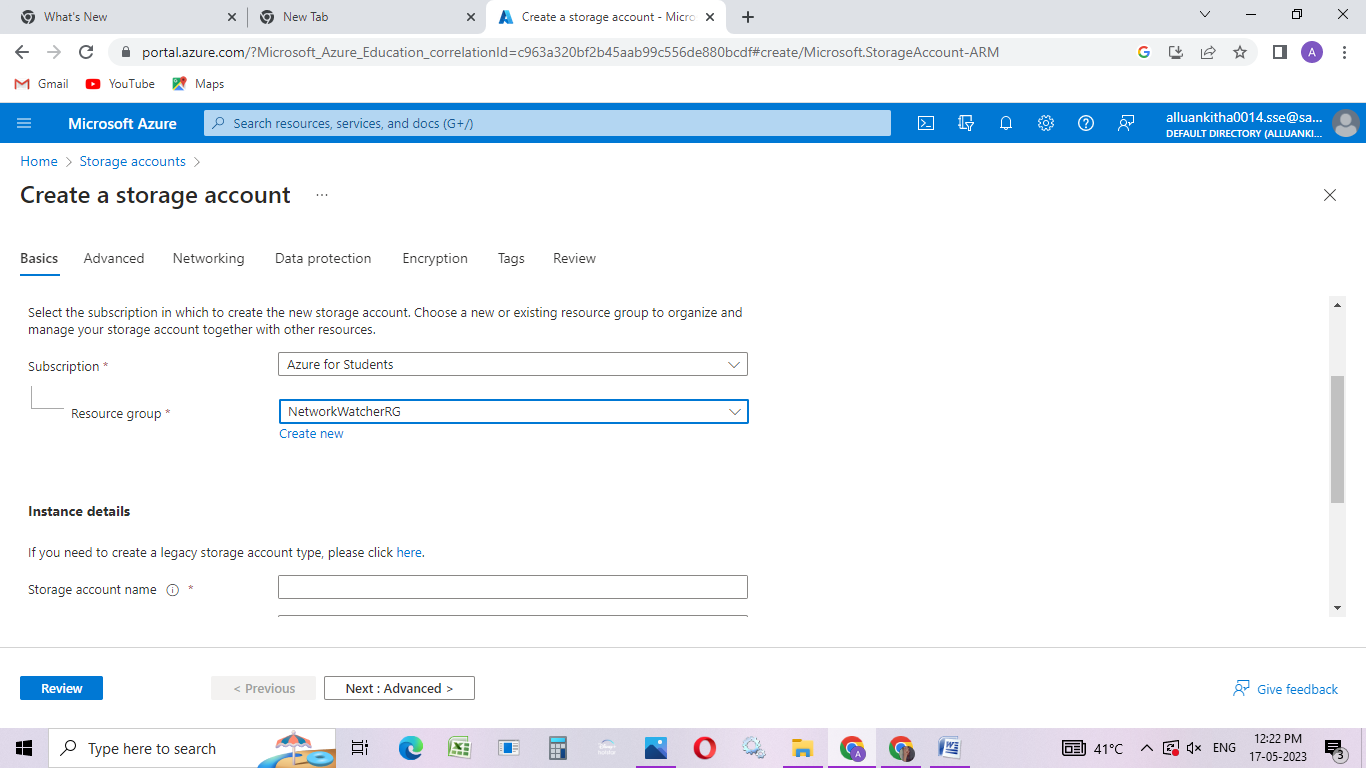 What's New
New Tab
Create a storage account - Micro
portal.azure.com/?Microsoft_Azure_Education_correlationId=c963a320bf2b45aab99c556de880bcdf#create/Microsoft.StorageAccount-ARM
G
A
Gmail
YouTube
Maps
Microsoft Azure
Search resources, services, and docs (G+/)
alluankitha0014.sse@sa...
DEFAULT DIRECTORY (ALLUANKI...
Home > Storage accounts >
Create a storage account ...
Basics
Advanced
Networking
Data protection
Encryption
Tags
Review
Select the subscription in which to create the new storage account. Choose a new or existing resource group to organize and
manage your storage account together with other resources.
Subscription *
Azure for Students
Resource group *
NetworkWatcherRG
Create new
Instance details
If you need to create a legacy storage account type, please click here.
Storage account name *
Review
< Previous
Next : Advanced >
Give feedback
Type here to search
41°C
ENG
12:22 PM
17-05-2023
3